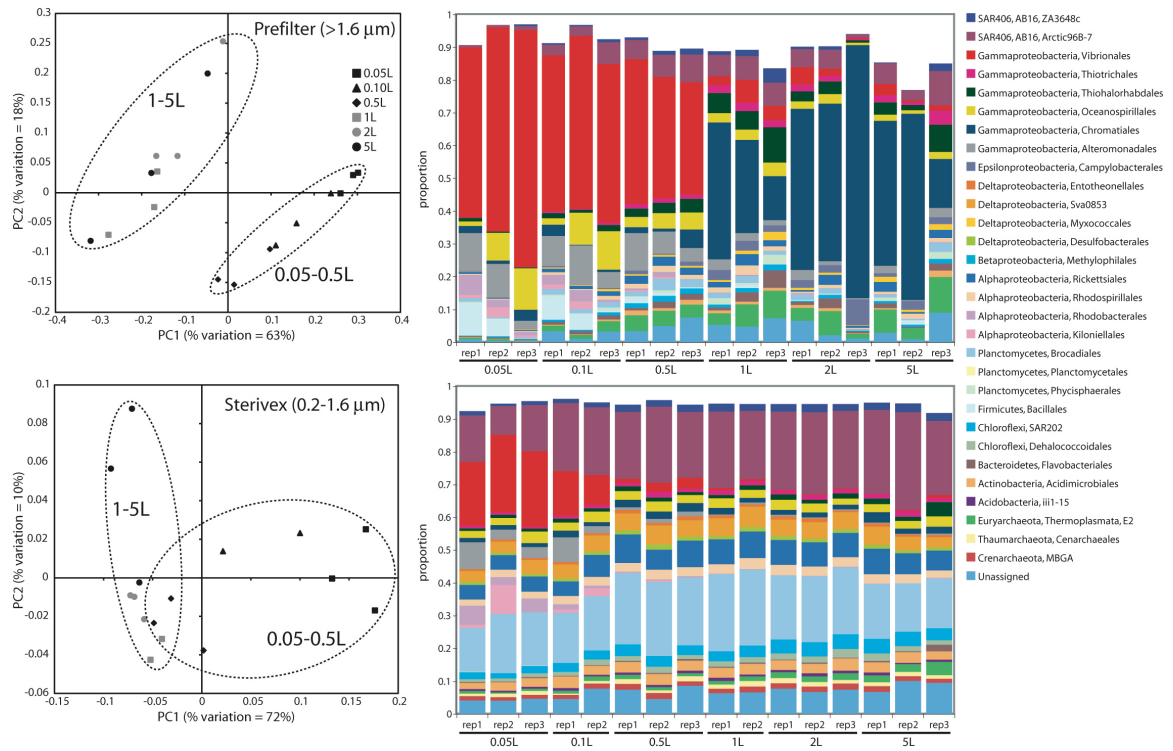 Prefilter (>1.6 μm)
PC2 (% variation = 18%)
0.3
0.25
0.2
0.15
0.1
0.05
0
-0.05
-0.1
-0.15
-0.2
-0.4
-0.3
-0.2
-0.1
0
0.1
0.2
0.3
0.4
PC1 (% variation = 63%)
1-5L
0.05-0.5L
0.05L
0.10L
0.5L
1L
2L
5L
proportion
1
0.9
0.8
0.7
0.6
0.5
0.4
0.3
0.2
0.1
0
rep1 rep2 rep3 rep1 rep2 rep3 rep1 rep2 rep3 rep1 rep2 rep3 rep1 rep2 rep3 rep1 rep2 rep3
0.05L 0.1L 0.5L 1L 2L 5L
Sterivex (0.2-1.6 μm)
PC2 (% variation = 10%)
0.1
0.08
0.06
0.04
0.02
0
-0.02
-0.04
-0.06
-0.15
-0.1
-0.05
0
0.05
0.1
0.15
0.2
PC1 (% variation = 72%)
1-5L
0.05-0.5L
proportion
1
0.9
0.8
0.7
0.6
0.5
0.4
0.3
0.2
0.1
0
rep1 rep2 rep3 rep1 rep2 rep1 rep2 rep3 rep1 rep2 rep1 rep2 rep3 rep1 rep2 rep3
0.05L 0.1L 0.5L 1L 2L 5L
SAR406, AB16, ZA3648c
SAR406, AB16, Arctic96B-7
Gammaproteobacteria, Vibrionales
Gammaproteobacteria, Thiotrichales
Gammaproteobacteria, Thiohalorhabdales
Gammaproteobacteria, Oceanospirillales
Gammaproteobacteria, Chromatiales
Gammaproteobacteria, Alteromonadales
Epsilonproteobacteria, Campylobacterales
Deltaproteobacteria, Entotheonellales
Deltaproteobacteria, Sva0853
Deltaproteobacteria, Myxococcales
Deltaproteobacteria, Desulfobacterales
Betaproteobacteria, Methylophilales
Alphaproteobacteria, Rickettsiales
Alphaproteobacteria, Rhodospirillales
Alphaproteobacteria, Rhodobacterales
Alphaproteobacteria, Kiloniellales
Planctomycetes, Brocadiales
Planctomycetes, Planctomycetales
Planctomycetes, Phycisphaerales
Firmicutes, Bacillales
Chloroflexi, SAR202
Chloroflexi, Dehalococcoidales
Bacteroidetes, Flavobacteriales
Actinobacteria, Acidimicrobiales
Acidobacteria, iii1-15
Euryarchaeota, Thermoplasmata, E2
Thaumarchaeota, Cenarchaeales
Crenarchaeota, MBGA
Unassigned